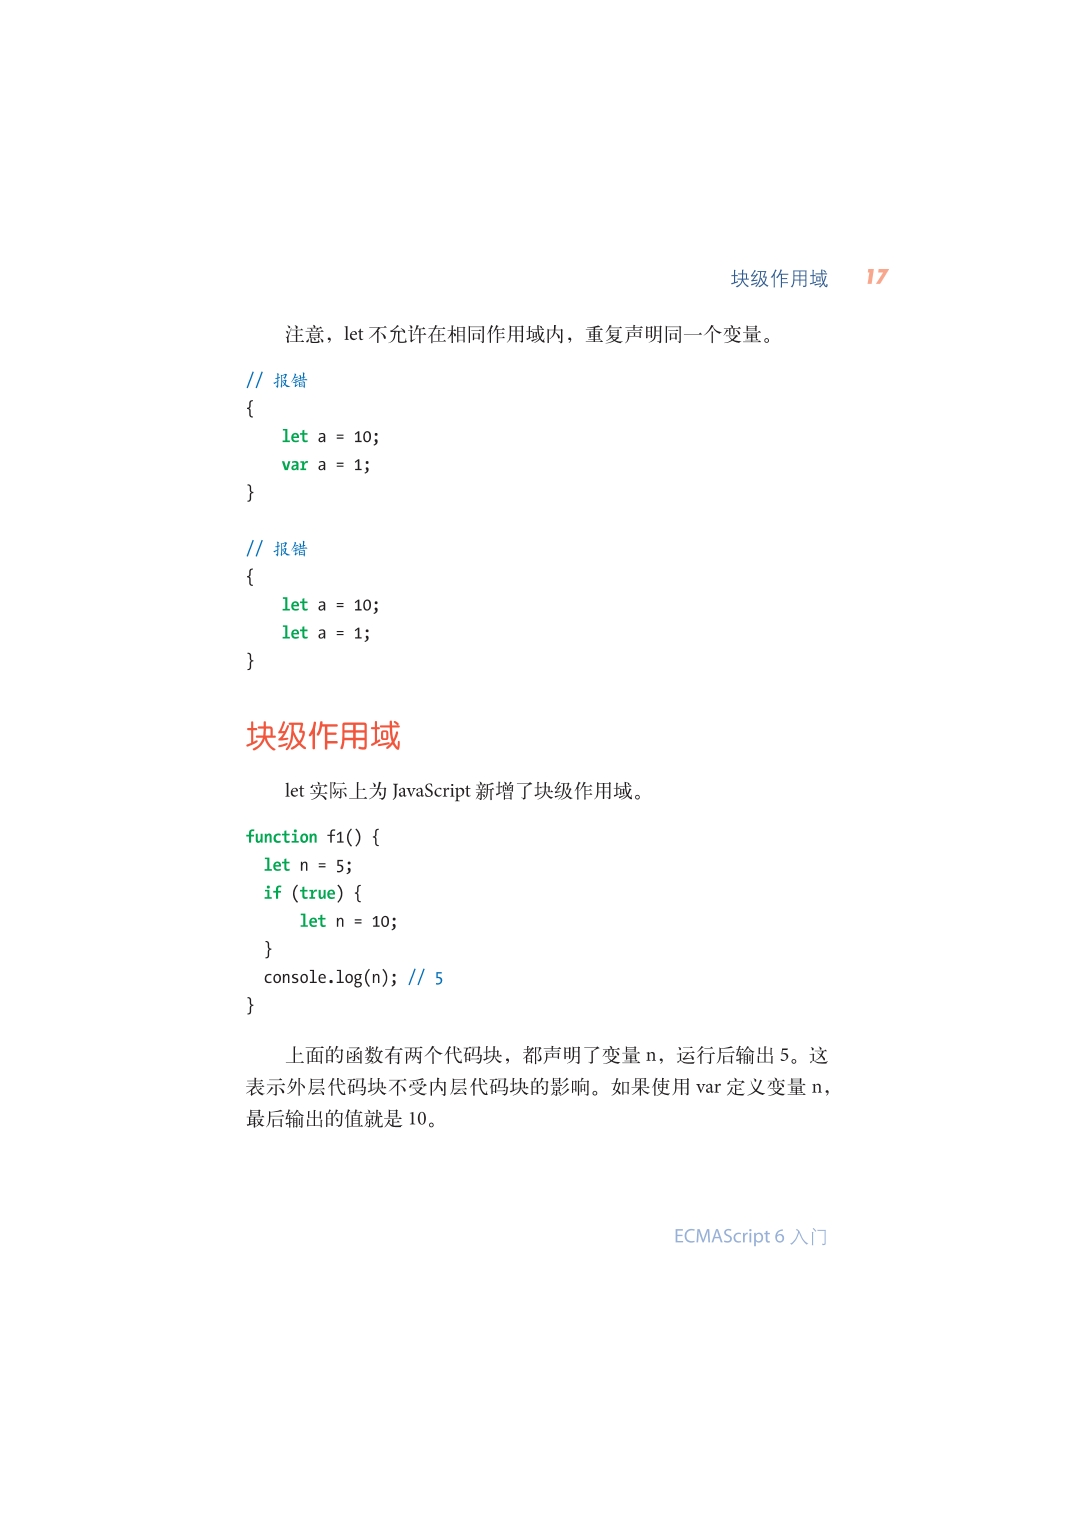 块级作用域 17
注意，let 不允许在相同作用域内，重复声明同一个变量。
// 报错
{
    let a = 10;
    var a = 1;
}
// 报错
{
    let a = 10;
    let a = 1;
}
块级作用域
let 实际上为 JavaScript 新增了块级作用域。
function f1() {
  let n = 5;
  if (true) {
      let n = 10;
  }
  console.log(n); // 5
}
上面的函数有两个代码块，都声明了变量 n，运行后输出 5。这
表示外层代码块不受内层代码块的影响。如果使用 var 定义变量 n，
最后输出的值就是 10。
ECMAScript 6 入门